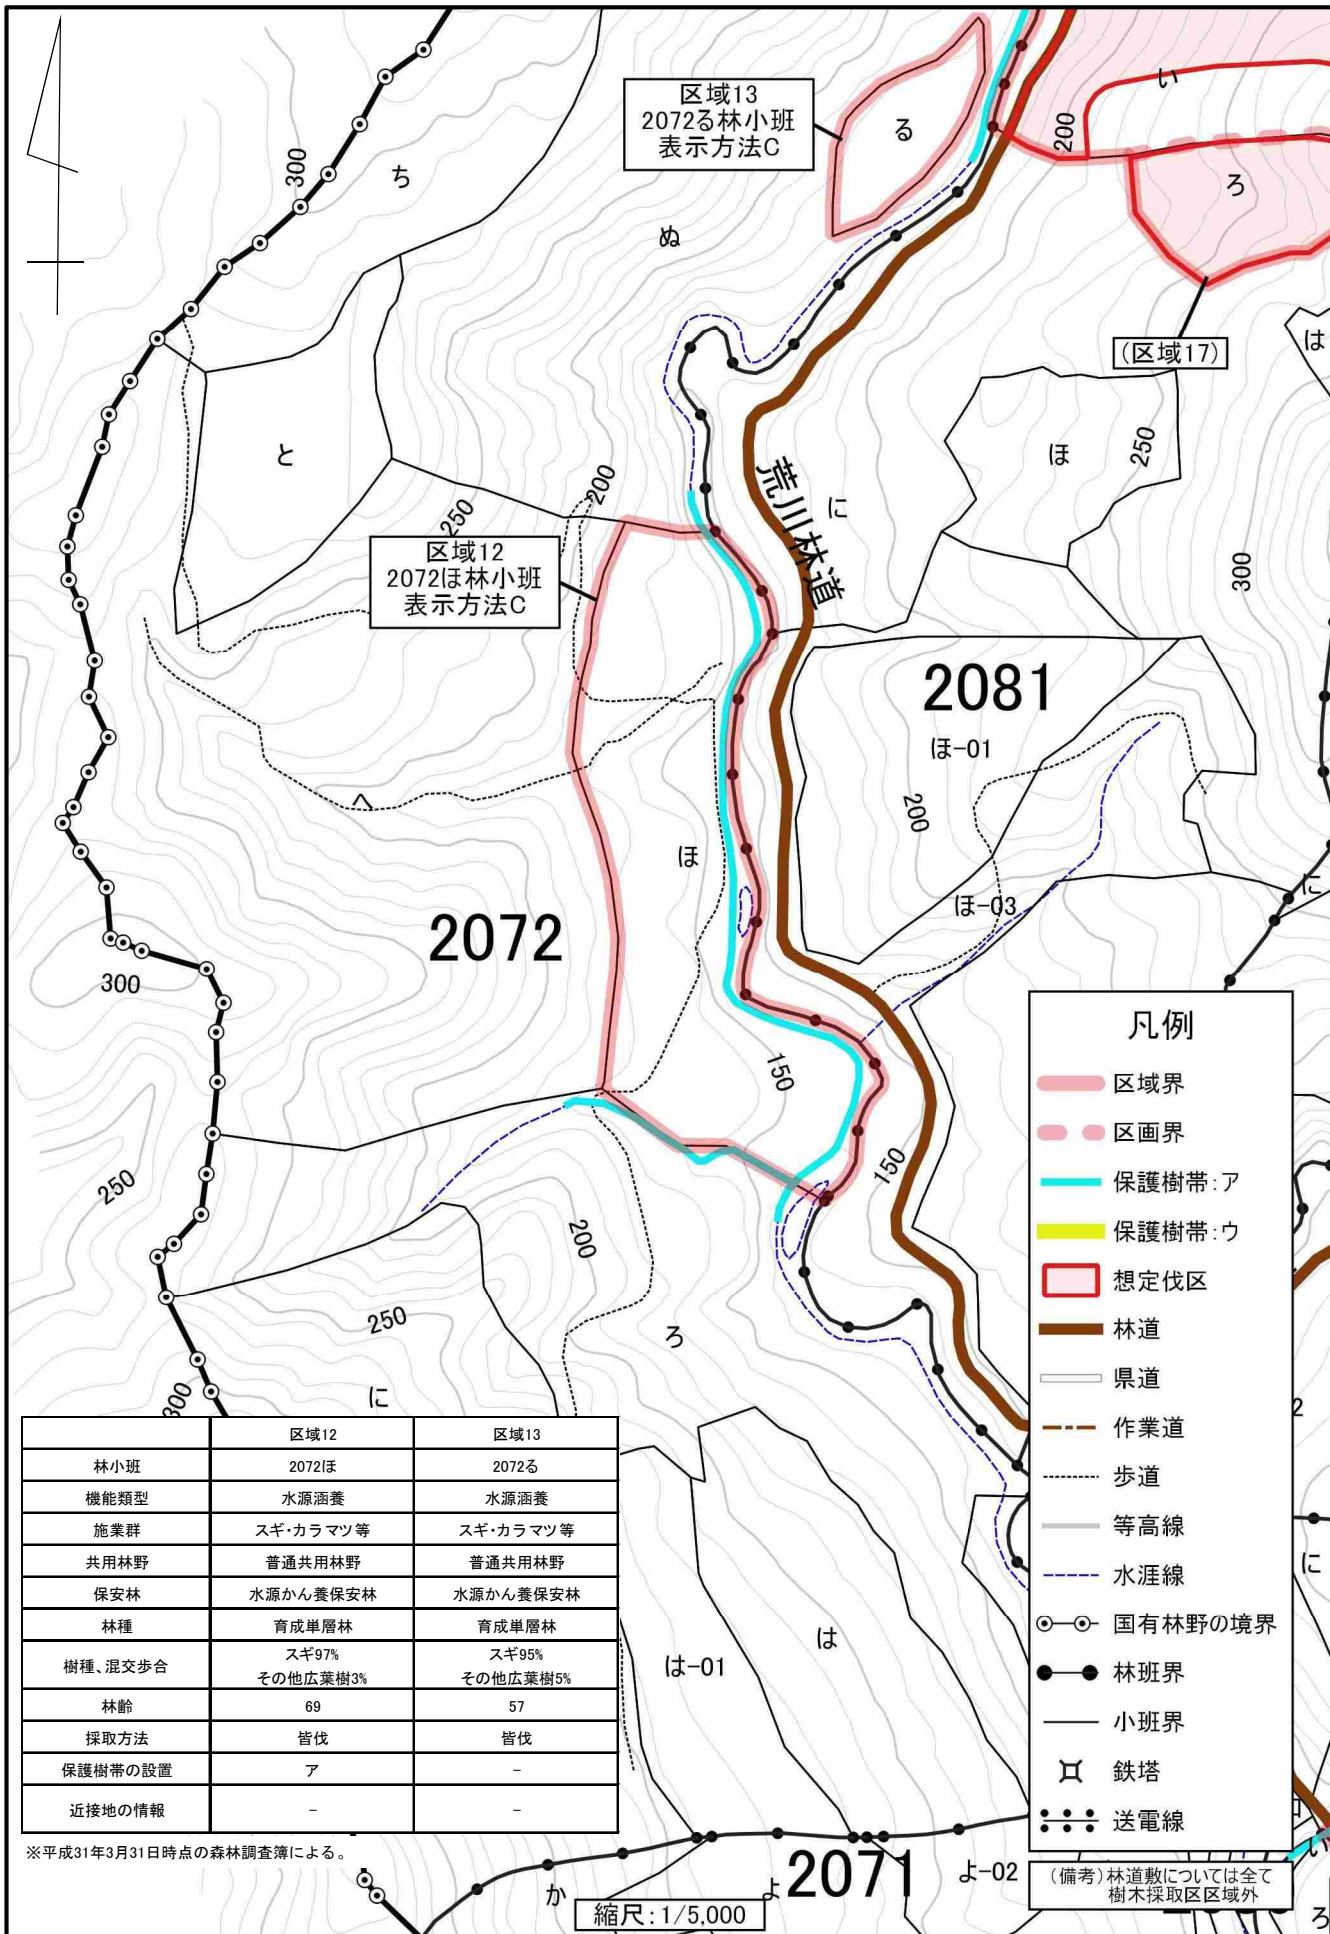 区域13
2072る林小班
表示方法C
る
い
200
ろ
300
ち
ぬ
(区域17)
は
と
200
250
荒川林道
に
ほ
250
区域12
2072ほ林小班
表示方法C
300
2081
ほ-01
200
へ
ほ
ほ-03
に
2072
300
150
150
250
200
250
ろ
300
に
2
に
は-01
は
2071
か
よ
よ-02
ろ
い
凡例
区域界
区画界
保護樹帯:ア
保護樹帯:ウ
想定伐区
林道
県道
作業道
歩道
等高線
水涯線
国有林野の境界
林班界
小班界
鉄塔
送電線
(備考)林道敷については全て
樹木採取区区域外
区域12 区域13
林小班 2072ほ 2072る
機能類型 水源涵養 水源涵養
施業群 スギ・カラマツ等 スギ・カラマツ等
共用林野 普通共用林野 普通共用林野
保安林 水源かん養保安林 水源かん養保安林
林種 育成単層林 育成単層林
樹種、混交歩合 スギ97% スギ95%
その他広葉樹3% その他広葉樹5%
林齢 69 57
採取方法 皆伐 皆伐
保護樹帯の設置 ア -
近接地の情報 - -
※平成31年3月31日時点の森林調査簿による。
縮尺:1/5,000